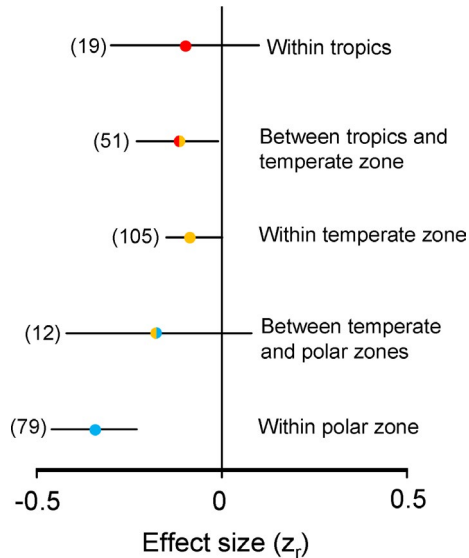 (19) Within tropics
(51) Between tropics and
temperate zone
(105) Within temperate zone
(12) Between temperate
and polar zones
(79) Within polar zone
-0.5 0 0.5
Effect size (zr)